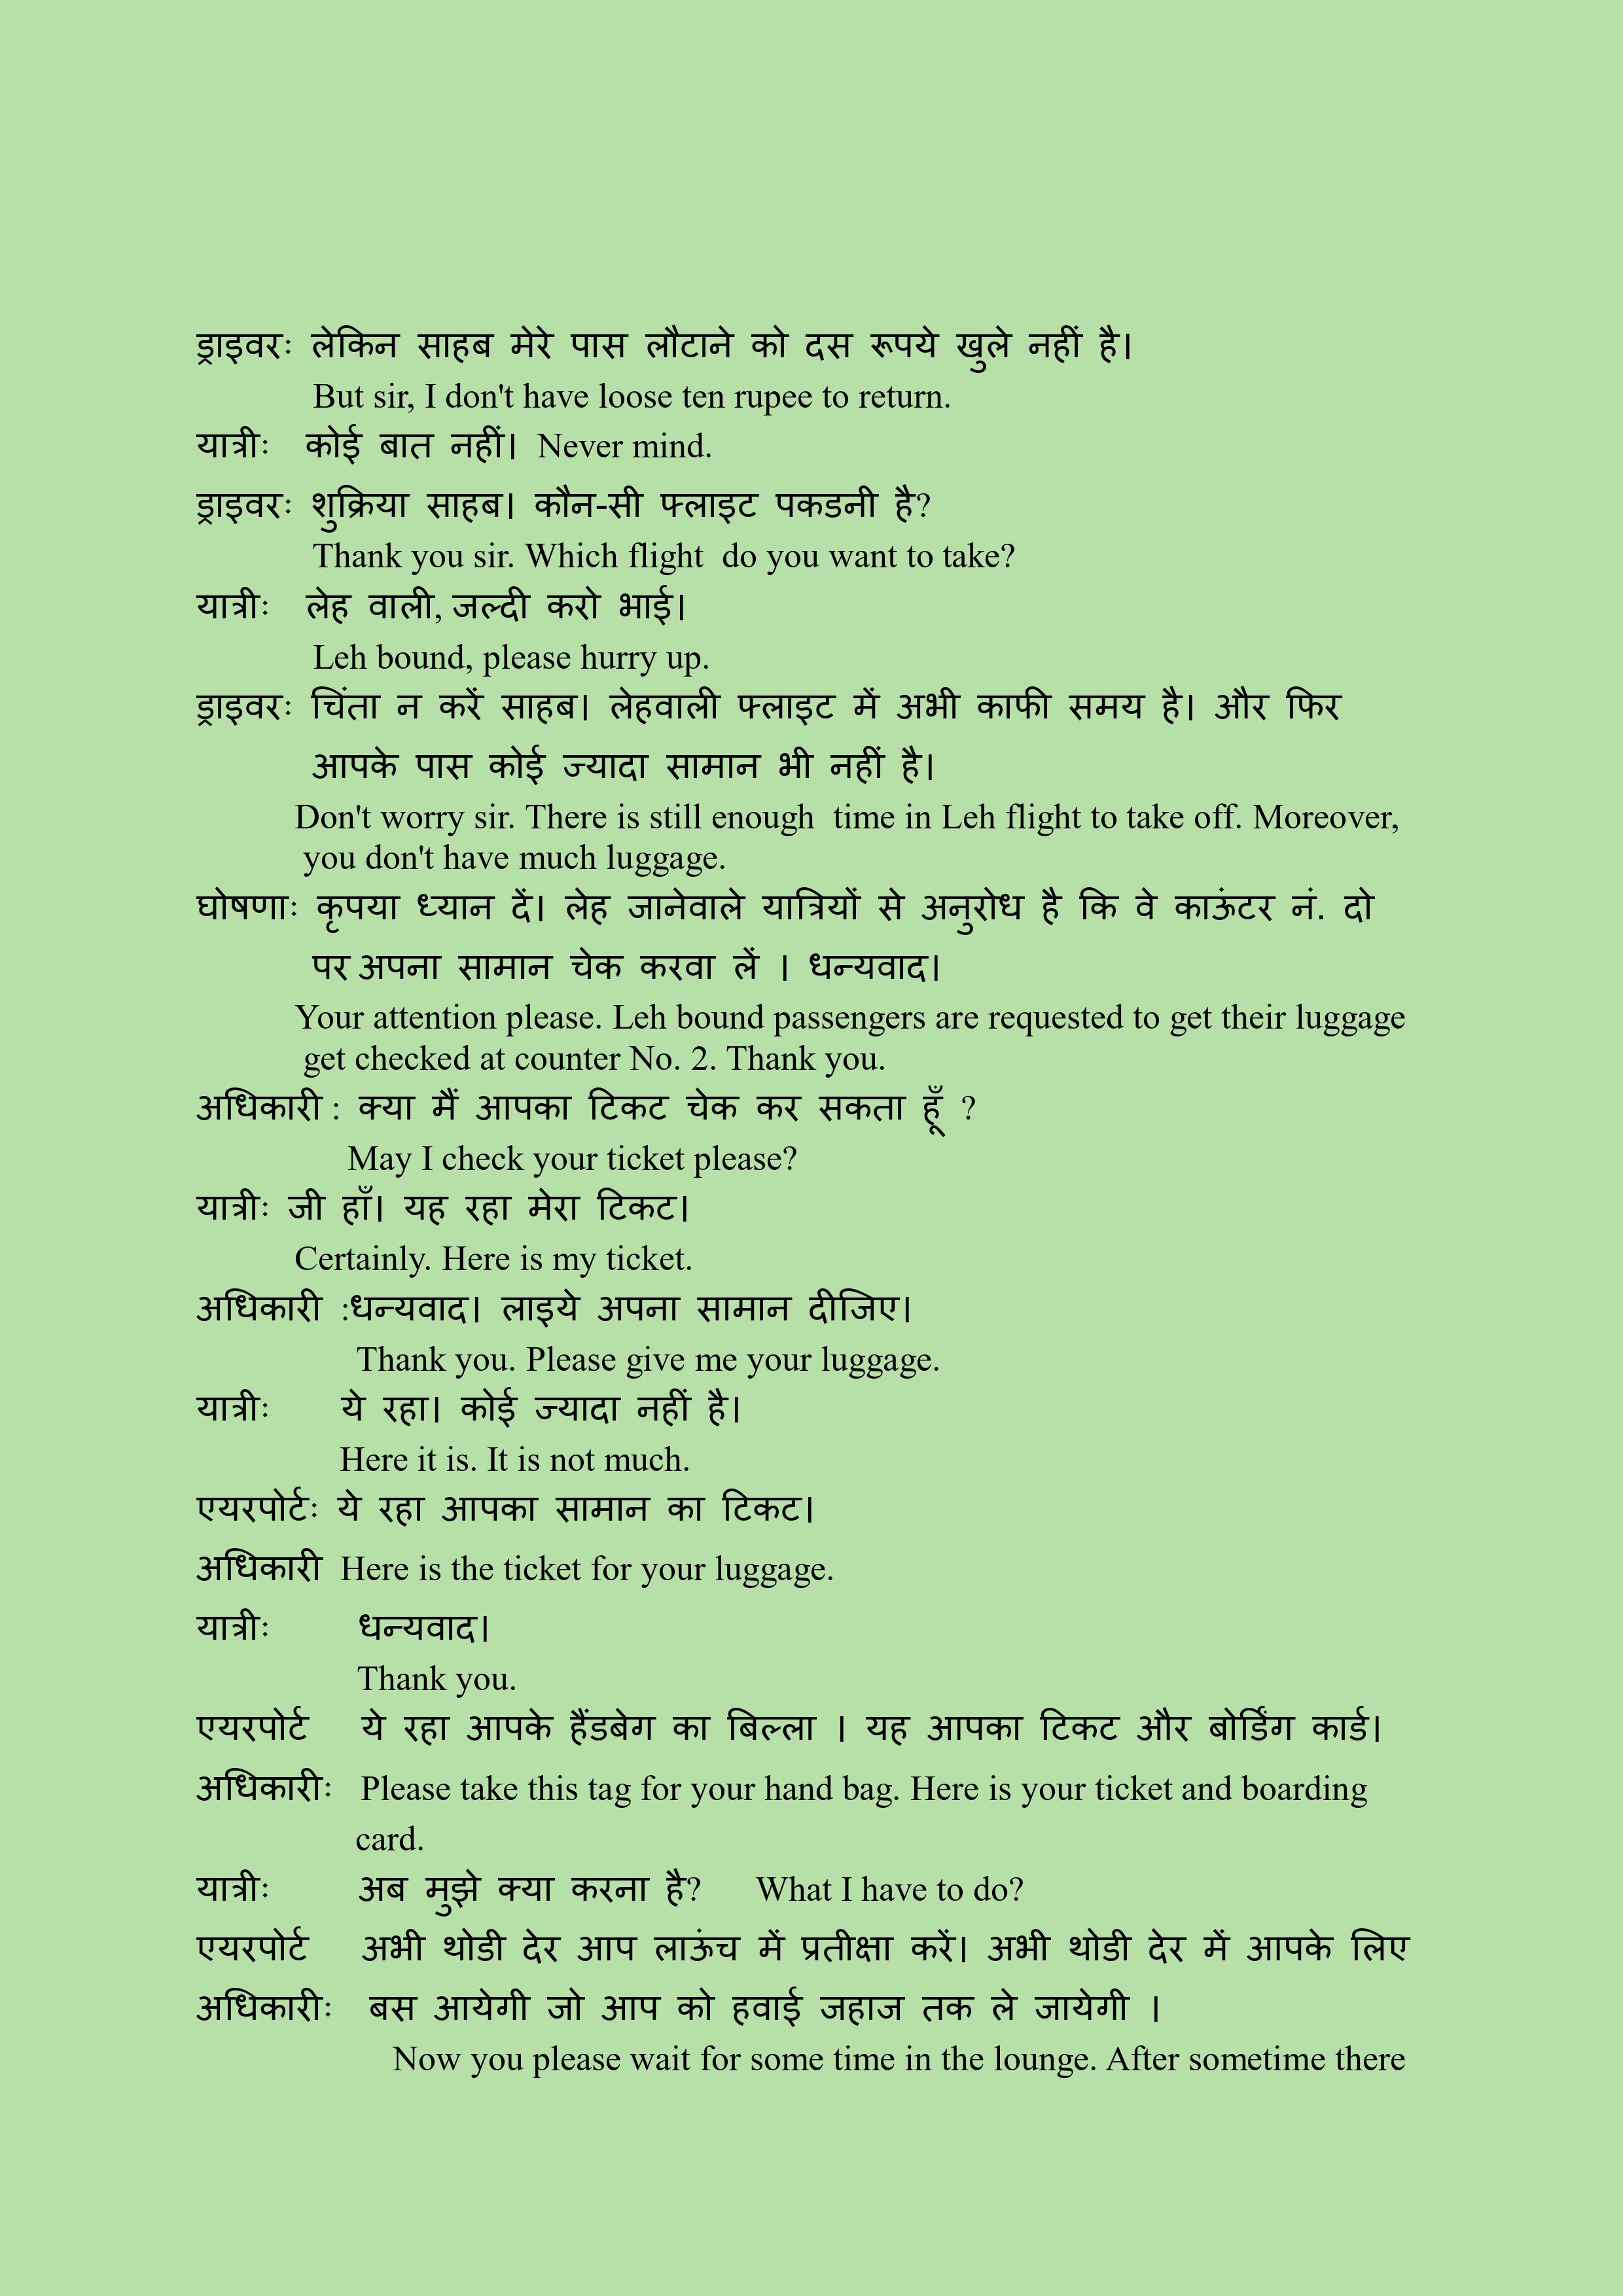 ड्राइवरः लेकिन साहब मेरे पास लौटाने को दस रूपये खुले नहीं है।
But sir, I don't have loose ten rupee to return.
यात्रीः कोई बात नहीं। Never mind.
ड्राइवरः शुक्रिया साहब। कौन-सी फ्लाइट पकडनी है?
Thank you sir. Which flight do you want to take?
यात्रीः लेह वाली, जल्दी करो भाई।
Leh bound, please hurry up.
ड्राइवरः चिंता न करें साहब। लेहवाली फ्लाइट में अभी काफी समय है। और फिर
आपके पास कोई ज्यादा सामान भी नहीं है।
Don't worry sir. There is still enough time in Leh flight to take off. Moreover,
you don't have much luggage.
घोषणाः कृपया ध्यान दें। लेह जानेवाले यात्रियों से अनुरोध है कि वे काऊंटर नं. दो
पर अपना सामान चेक करवा लें । धन्यवाद।
Your attention please. Leh bound passengers are requested to get their luggage
get checked at counter No. 2. Thank you.
अधिकारी : क्या मैं आपका टिकट चेक कर सकता हूँ ?
May I check your ticket please?
यात्रीः जी हाँ। यह रहा मेरा टिकट।
Certainly. Here is my ticket.
अधिकारी :धन्यवाद। लाइये अपना सामान दीजिए।
Thank you. Please give me your luggage.
यात्रीः ये रहा। कोई ज्यादा नहीं है।
Here it is. It is not much.
एयरपोर्टः ये रहा आपका सामान का टिकट।
अधिकारी Here is the ticket for your luggage.
यात्रीः धन्यवाद।
Thank you.
एयरपोर्ट ये रहा आपके हैंडबेग का बिल्ला । यह आपका टिकट और बोर्डिंग कार्ड।
अधिकारीः Please take this tag for your hand bag. Here is your ticket and boarding
card.
यात्रीः अब मुझे क्या करना है? What I have to do?
एयरपोर्ट अभी थोडी देर आप लाऊंच में प्रतीक्षा करें। अभी थोडी देर में आपके लिए
अधिकारीः बस आयेगी जो आप को हवाई जहाज तक ले जायेगी ।
Now you please wait for some time in the lounge. After sometime there